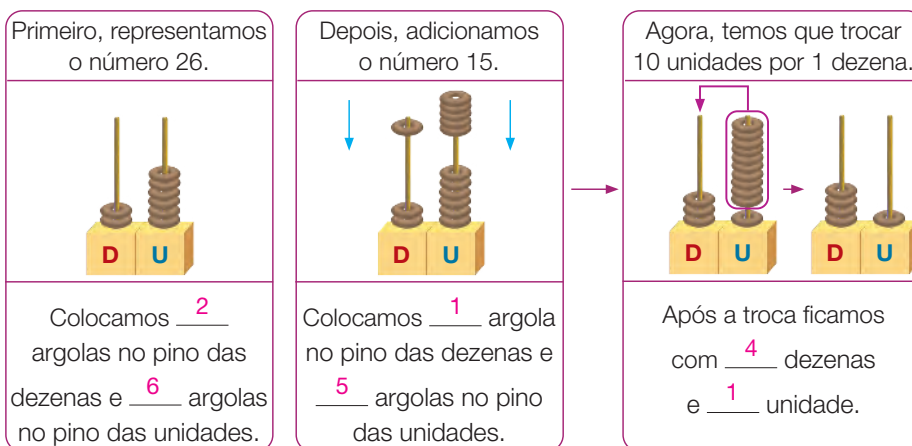 Primeiro, representamos
o número 26.
D U
Colocamos 2
argolas no pino das
dezenas e 6 argolas
no pino das unidades.
Depois, adicionamos
o número 15.
D U
Colocamos 1 argola
no pino das dezenas e
5 argolas no pino
das unidades.
Agora, temos que trocar
10 unidades por 1 dezena.
D U D U
Após a troca ficamos
com 4 dezenas
e 1 unidade.